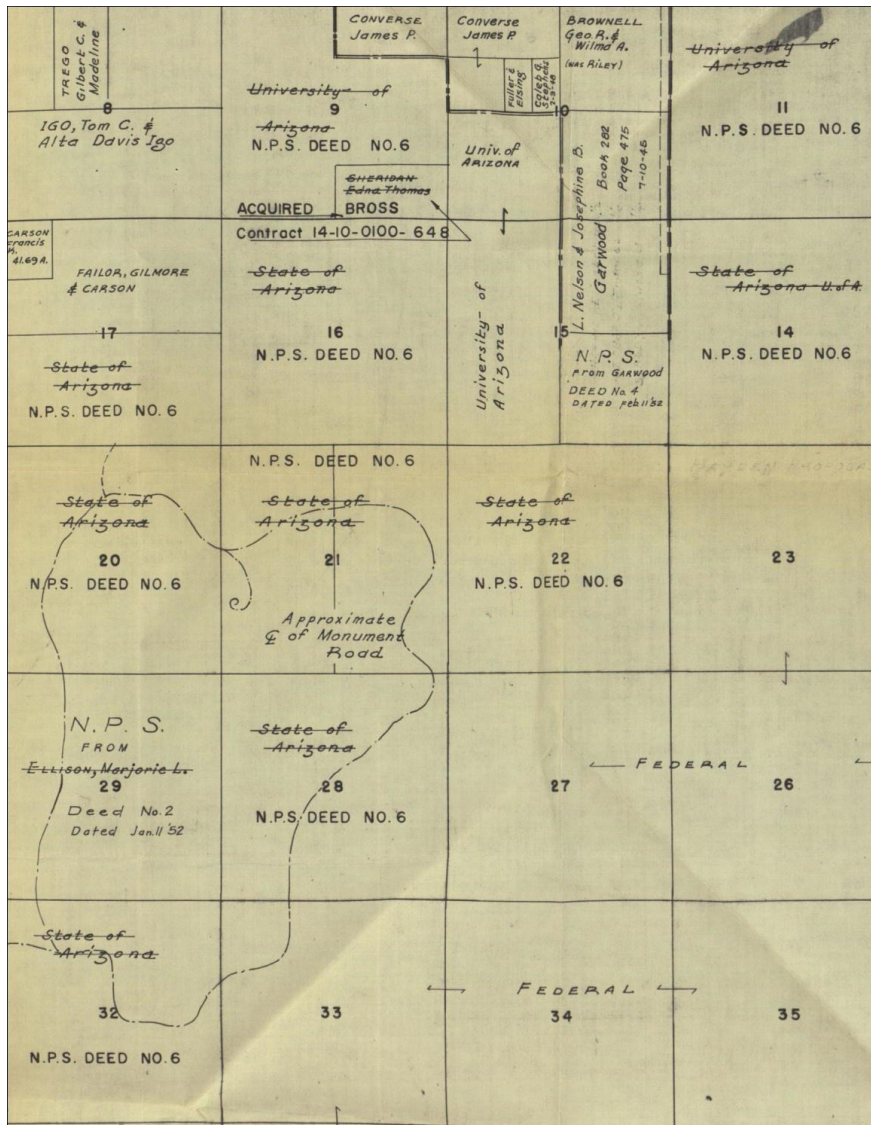 TREGO
Gilbert C. &
Madeline
8
IGO, Tom C. &
Alta Davis Igo
CONVERSE
James P.
University of
9
Arizona
N.P.S. DEED NO. 6
SHERIDAN
Edna Thomas
ACQUIRED BROSS
Contract 14-10-0100-648
Converse
James P.
Fuller &
Elsing
Caleb G.
Stephens
BROWNELL
Geo. R. &
Wilma A.
(WAS RILEY)
10
Univ. of
ARIZONA
L. Nelson & Josephine B.
Garwood
Book 282
Page 475
7-10-46
University of
Arizona
11
N.P.S. DEED NO. 6
CARSON
Francis
R.
41.69 A.
FAILOR, GILMORE
& CARSON
17
State of
Arizona
N.P.S. DEED NO. 6
State of
Arizona
16
N.P.S. DEED NO. 6
University of
Arizona
15
N.P.S.
From GARWOOD
DEED No. 4
DATED Feb. 11 '52
State of
Arizona U. of A.
14
N.P.S. DEED NO. 6
State of
Arizona
20
N.P.S. DEED NO. 6
N.P.S. DEED NO. 6
State of
Arizona
21
Approximate
℄ of Monument
Road
State of
Arizona
22
N.P.S. DEED NO. 6
23
N.P.S.
FROM
ELLISON, Marjorie L.
29
Deed No. 2
Dated Jan. 11 '52
State of
Arizona
28
N.P.S. DEED NO. 6
27
FEDERAL
26
State of
Arizona
32
N.P.S. DEED NO. 6
33
FEDERAL
34
35